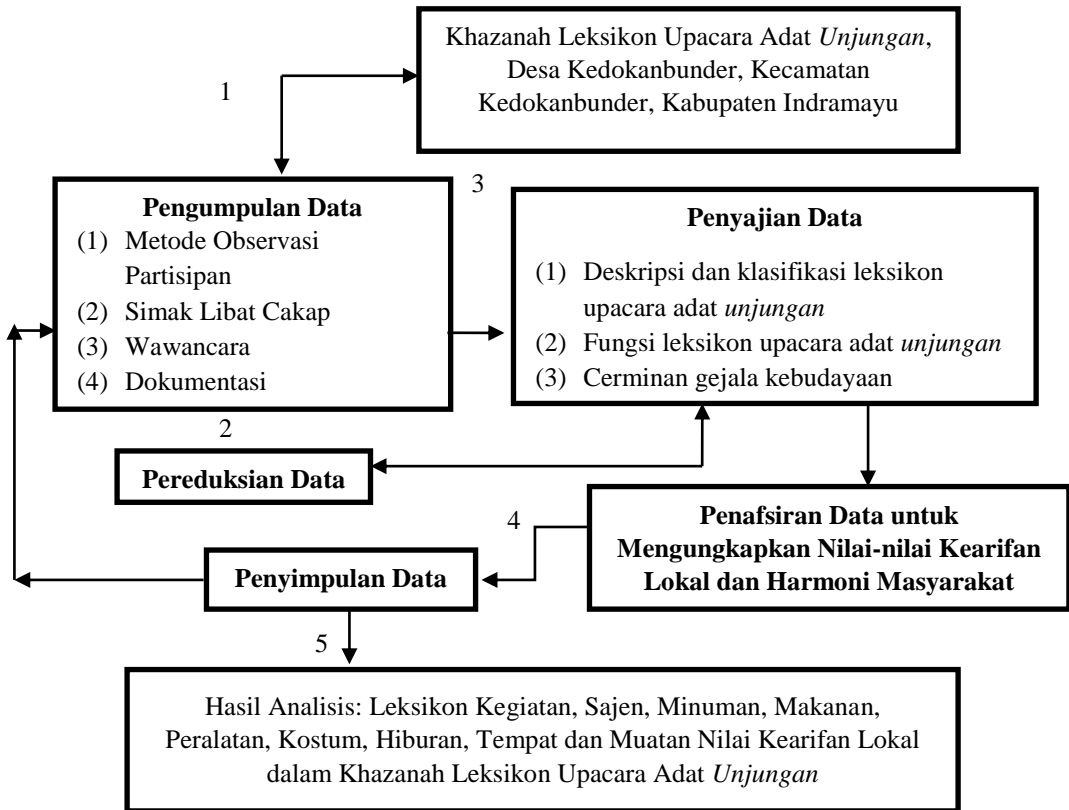 Khazanah Leksikon Upacara Adat Unjungan,
Desa Kedokanbunder, Kecamatan
Kedokanbunder, Kabupaten Indramayu
1
3
Pengumpulan Data
(1) Metode Observasi
Partisipan
(2) Simak Libat Cakap
(3) Wawancara
(4) Dokumentasi
Penyajian Data
(1) Deskripsi dan klasifikasi leksikon
upacara adat unjungan
(2) Fungsi leksikon upacara adat unjungan
(3) Cerminan gejala kebudayaan
2
Pereduksian Data
Penafsiran Data untuk
Mengungkapkan Nilai-nilai Kearifan
Lokal dan Harmoni Masyarakat
4
Penyimpulan Data
5
Hasil Analisis: Leksikon Kegiatan, Sajen, Minuman, Makanan,
Peralatan, Kostum, Hiburan, Tempat dan Muatan Nilai Kearifan Lokal
dalam Khazanah Leksikon Upacara Adat Unjungan